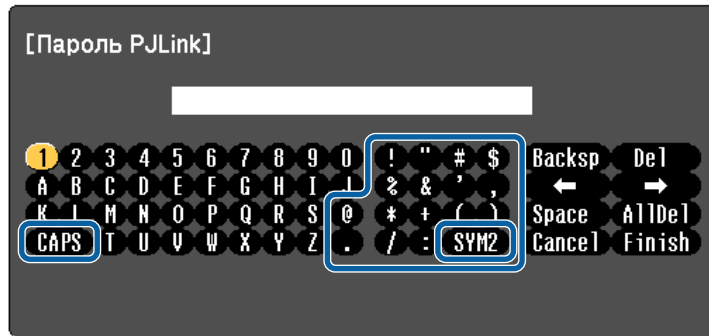 [Пароль PJLink]
1 2 3 4 5 6 7 8 9 0 ! " # $ Backsp Del
A B C D E F G H I J % & ' , ← →
K L M N O P Q R S @ * + ( ) Space AllDel
CAPS T U V W X Y Z . / : SYM2 Cancel Finish